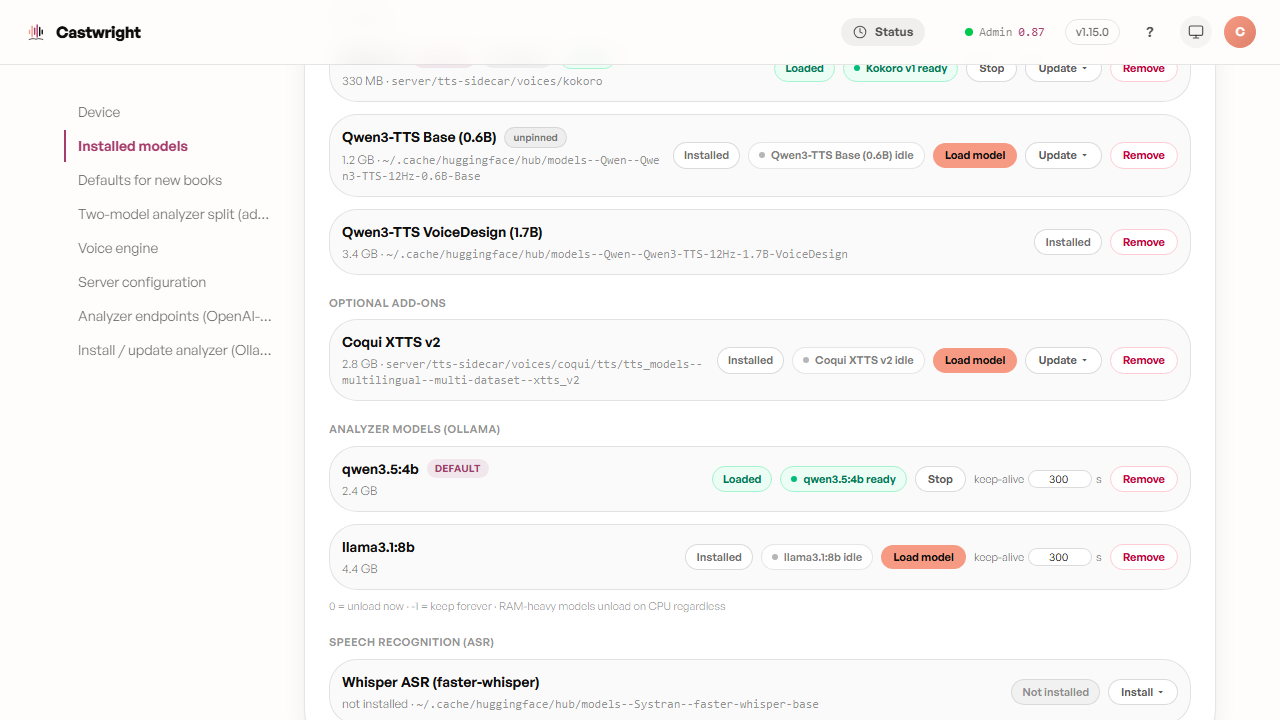 Castwright
Status
Admin 0.87
v1.15.0
?
C
Device
Installed models
Defaults for new books
Two-model analyzer split (ad...
Voice engine
Server configuration
Analyzer endpoints (OpenAI-...
Install / update analyzer (Olla...
330 MB · server/tts-sidecar/voices/kokoro
Loaded
Kokoro v1 ready
Stop
Update
Remove
Qwen3-TTS Base (0.6B)
unpinned
1.2 GB · ~/.cache/huggingface/hub/models--Qwen--Qwe
n3-TTS-12Hz-0.6B-Base
Installed
Qwen3-TTS Base (0.6B) idle
Load model
Update
Remove
Qwen3-TTS VoiceDesign (1.7B)
3.4 GB · ~/.cache/huggingface/hub/models--Qwen--Qwen3-TTS-12Hz-1.7B-VoiceDesign
Installed
Remove
OPTIONAL ADD-ONS
Coqui XTTS v2
2.8 GB · server/tts-sidecar/voices/coqui/tts/tts_models--
multilingual--multi-dataset--xtts_v2
Installed
Coqui XTTS v2 idle
Load model
Update
Remove
ANALYZER MODELS (OLLAMA)
qwen3.5:4b
DEFAULT
2.4 GB
Loaded
qwen3.5:4b ready
Stop
keep-alive 300 s
Remove
llama3.1:8b
4.4 GB
Installed
llama3.1:8b idle
Load model
keep-alive 300 s
Remove
0 = unload now · -1 = keep forever · RAM-heavy models unload on CPU regardless
SPEECH RECOGNITION (ASR)
Whisper ASR (faster-whisper)
not installed · ~/.cache/huggingface/hub/models--Systran--faster-whisper-base
Not installed
Install